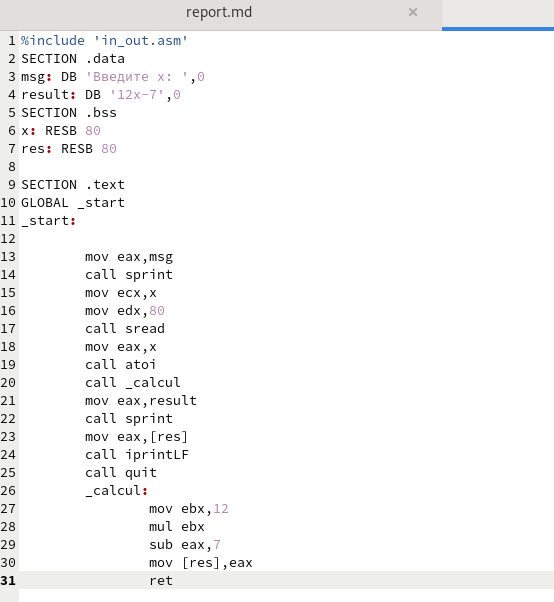 report.md ×
1 %include 'in_out.asm'
2 SECTION .data
3 msg: DB 'Введите x: ',0
4 result: DB '12x-7',0
5 SECTION .bss
6 x: RESB 80
7 res: RESB 80
8
9 SECTION .text
10 GLOBAL _start
11 _start:
12
13 mov eax,msg
14 call sprint
15 mov ecx,x
16 mov edx,80
17 call sread
18 mov eax,x
19 call atoi
20 call _calcul
21 mov eax,result
22 call sprint
23 mov eax,[res]
24 call iprintLF
25 call quit
26 _calcul:
27 mov ebx,12
28 mul ebx
29 sub eax,7
30 mov [res],eax
31 ret